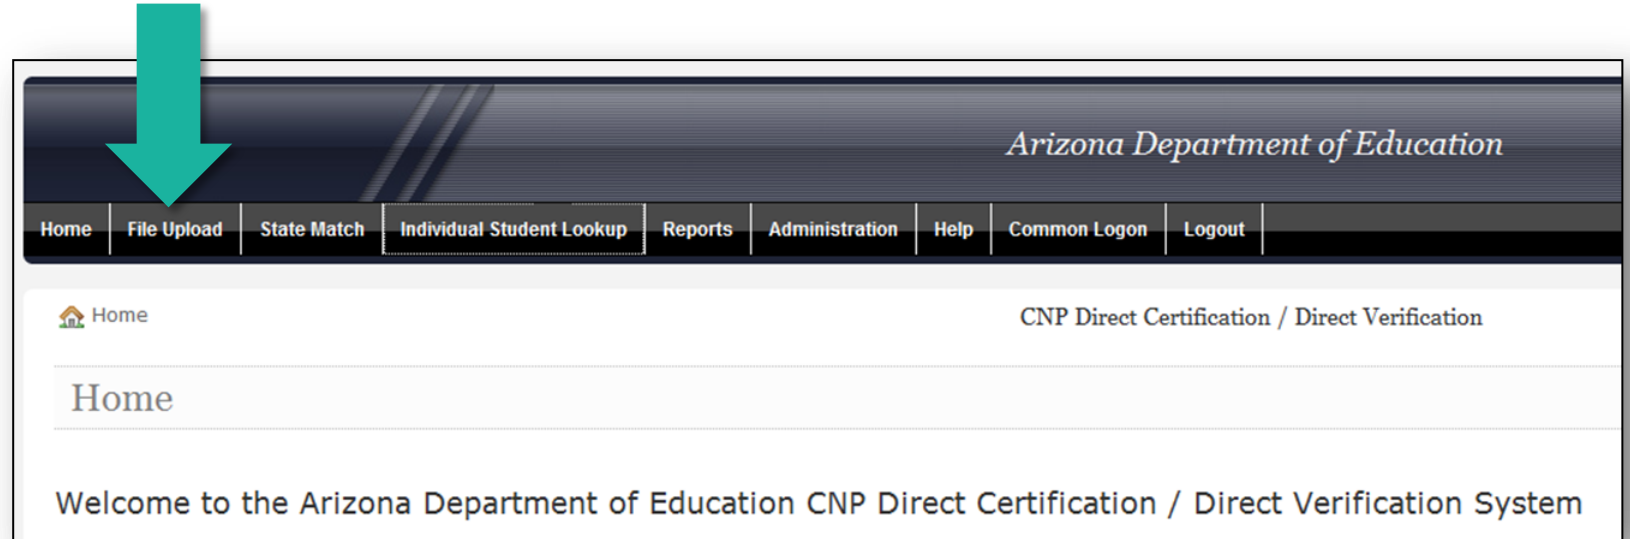 Arizona Department of Education
Home File Upload State Match Individual Student Lookup Reports Administration Help Common Logon Logout
Home CNP Direct Certification / Direct Verification
Home
Welcome to the Arizona Department of Education CNP Direct Certification / Direct Verification System